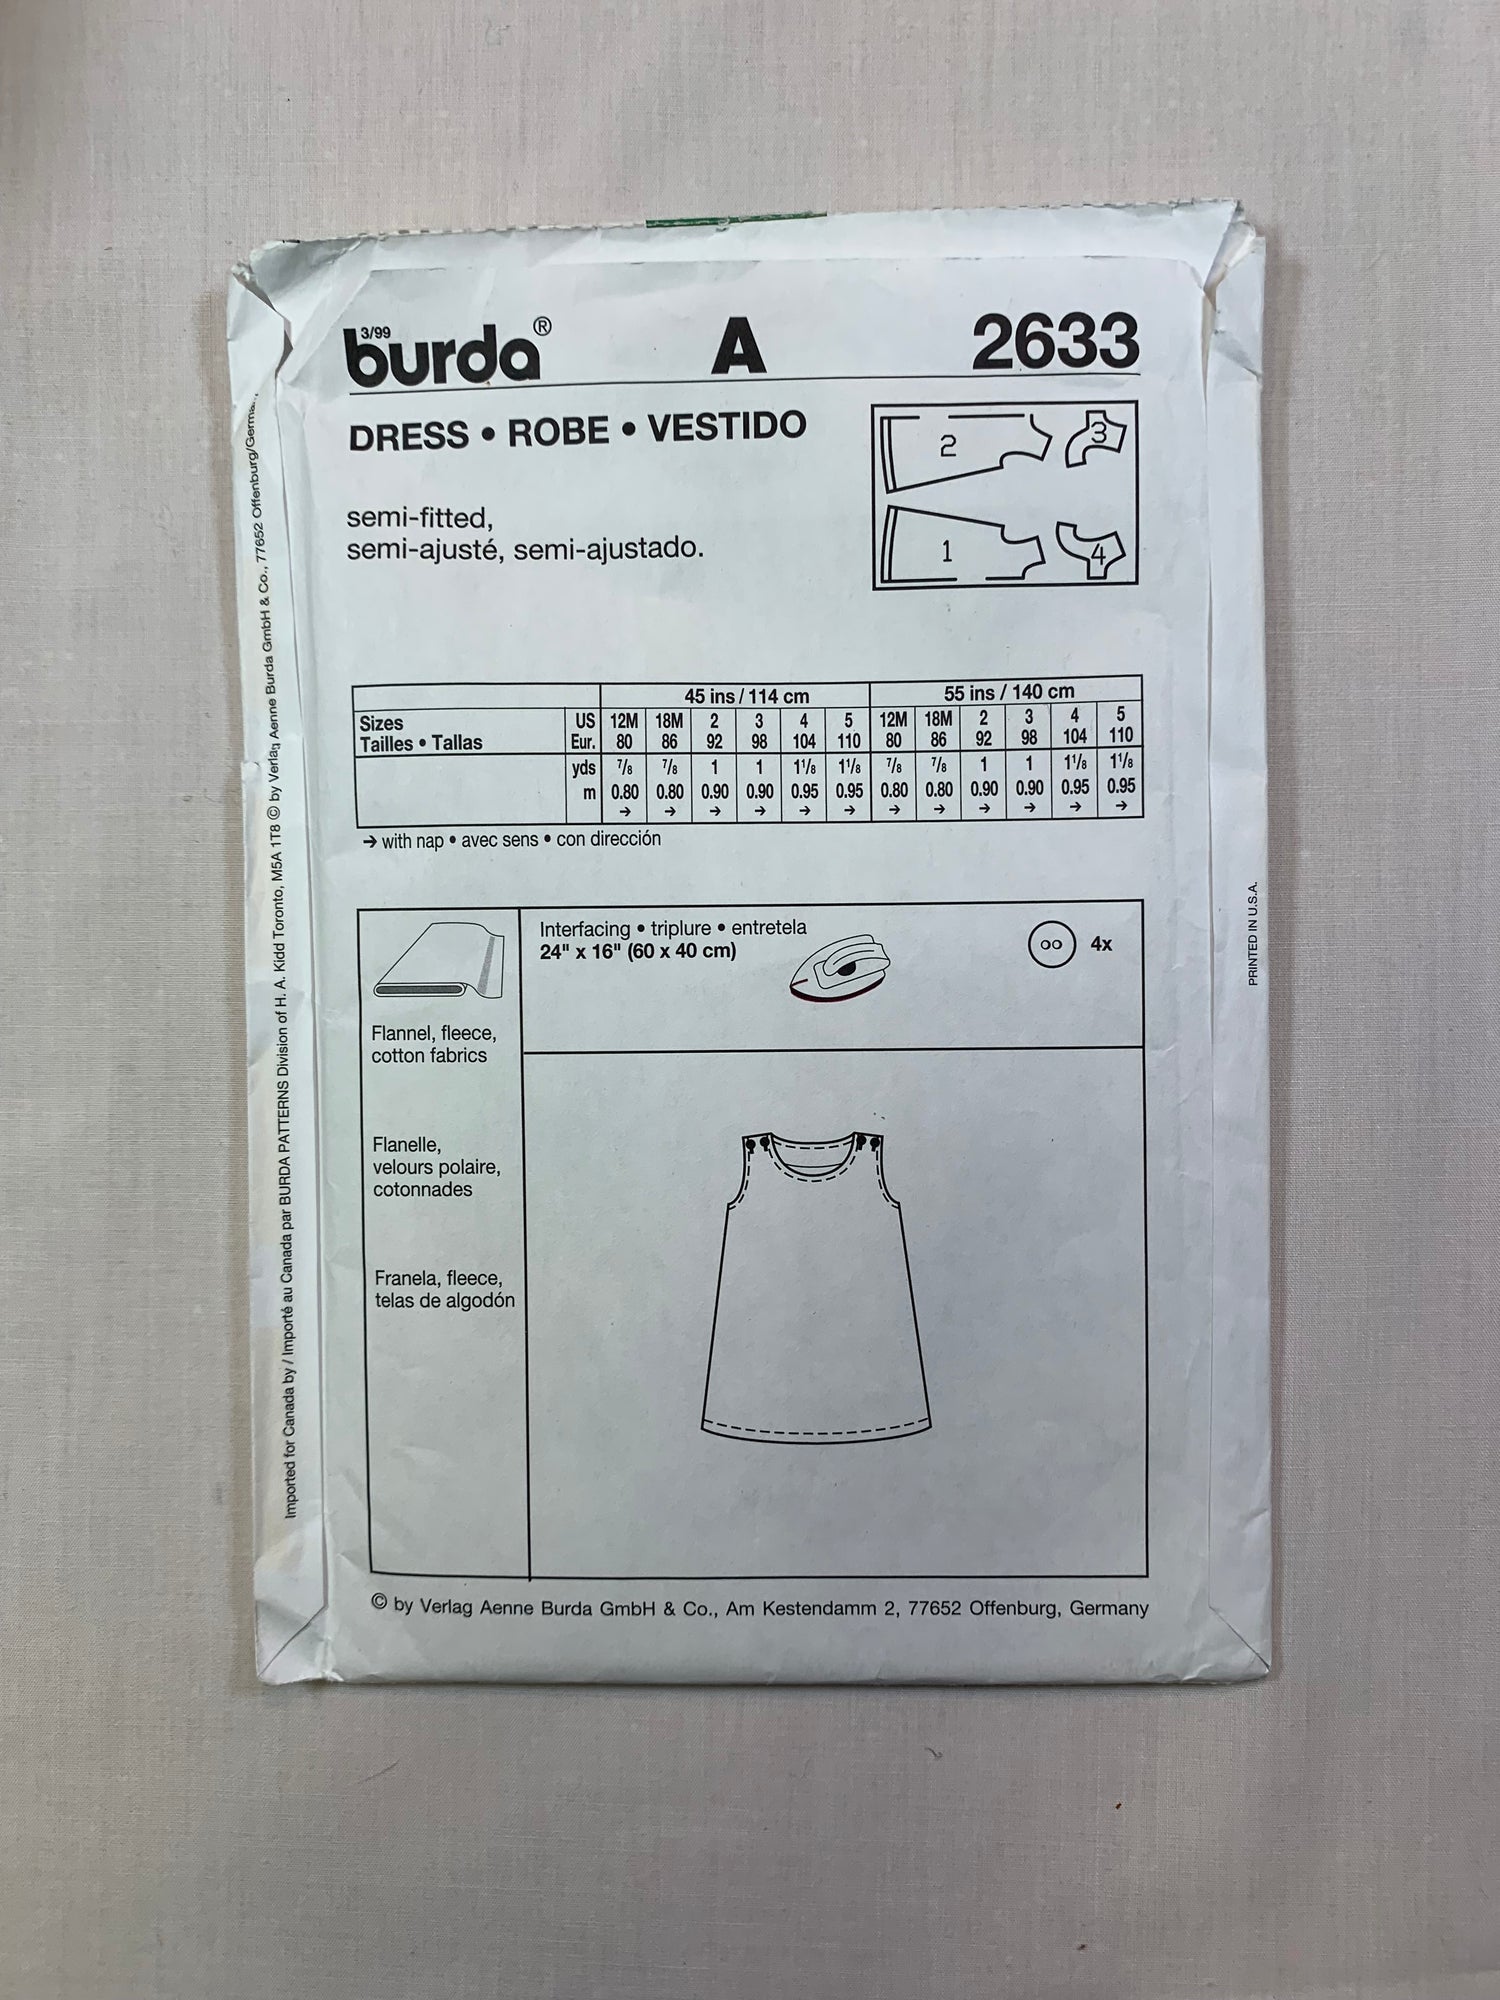 3/99
burda® A 2633
DRESS • ROBE • VESTIDO
semi-fitted,
semi-ajusté, semi-ajustado.
2 3
1 4
45 ins / 114 cm 55 ins / 140 cm
Sizes US 12M 18M 2 3 4 5 12M 18M 2 3 4 5
Tailles • Tallas Eur. 80 86 92 98 104 110 80 86 92 98 104 110
yds 7/8 7/8 1 1 1 1/8 1 1/8 7/8 7/8 1 1 1 1/8 1 1/8
m 0.80 0.80 0.90 0.90 0.95 0.95 0.80 0.80 0.90 0.90 0.95 0.95
→ → → → → → → → → → → →
→ with nap • avec sens • con dirección
Interfacing • triplure • entretela
24" x 16" (60 x 40 cm)
4x
Flannel, fleece,
cotton fabrics
Flanelle,
velours polaire,
cotonnades
Franela, fleece,
telas de algodón
© by Verlag Aenne Burda GmbH & Co., Am Kestendamm 2, 77652 Offenburg, Germany
Imported for Canada by / Importé au Canada par BURDA PATTERNS Division of H. A. Kidd Toronto, M5A 1T8 © by Verlag Aenne Burda GmbH & Co., 77652 Offenburg/
PRINTED IN U.S.A.